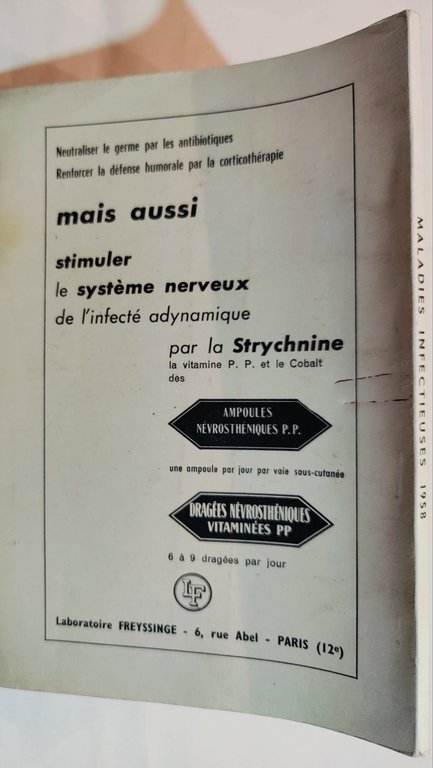 Neutraliser le germe par les antibiotiques
Renforcer la défense humorale par la corticothérapie
mais aussi
stimuler
le système nerveux
de l'infecté adynamique
par la Strychnine
la vitamine P. P. et le Cobalt
des
AMPOULES
NÉVROSTHÉNIQUES P.P.
une ampoule par jour par voie sous-cutanée
DRAGÉES NÉVROSTHÉNIQUES
VITAMINÉES PP
6 à 9 dragées par jour
LF
Laboratoire FREYSSINGE - 6, rue Abel - PARIS (12e)
MALADIES INFECTIEUSES 1958